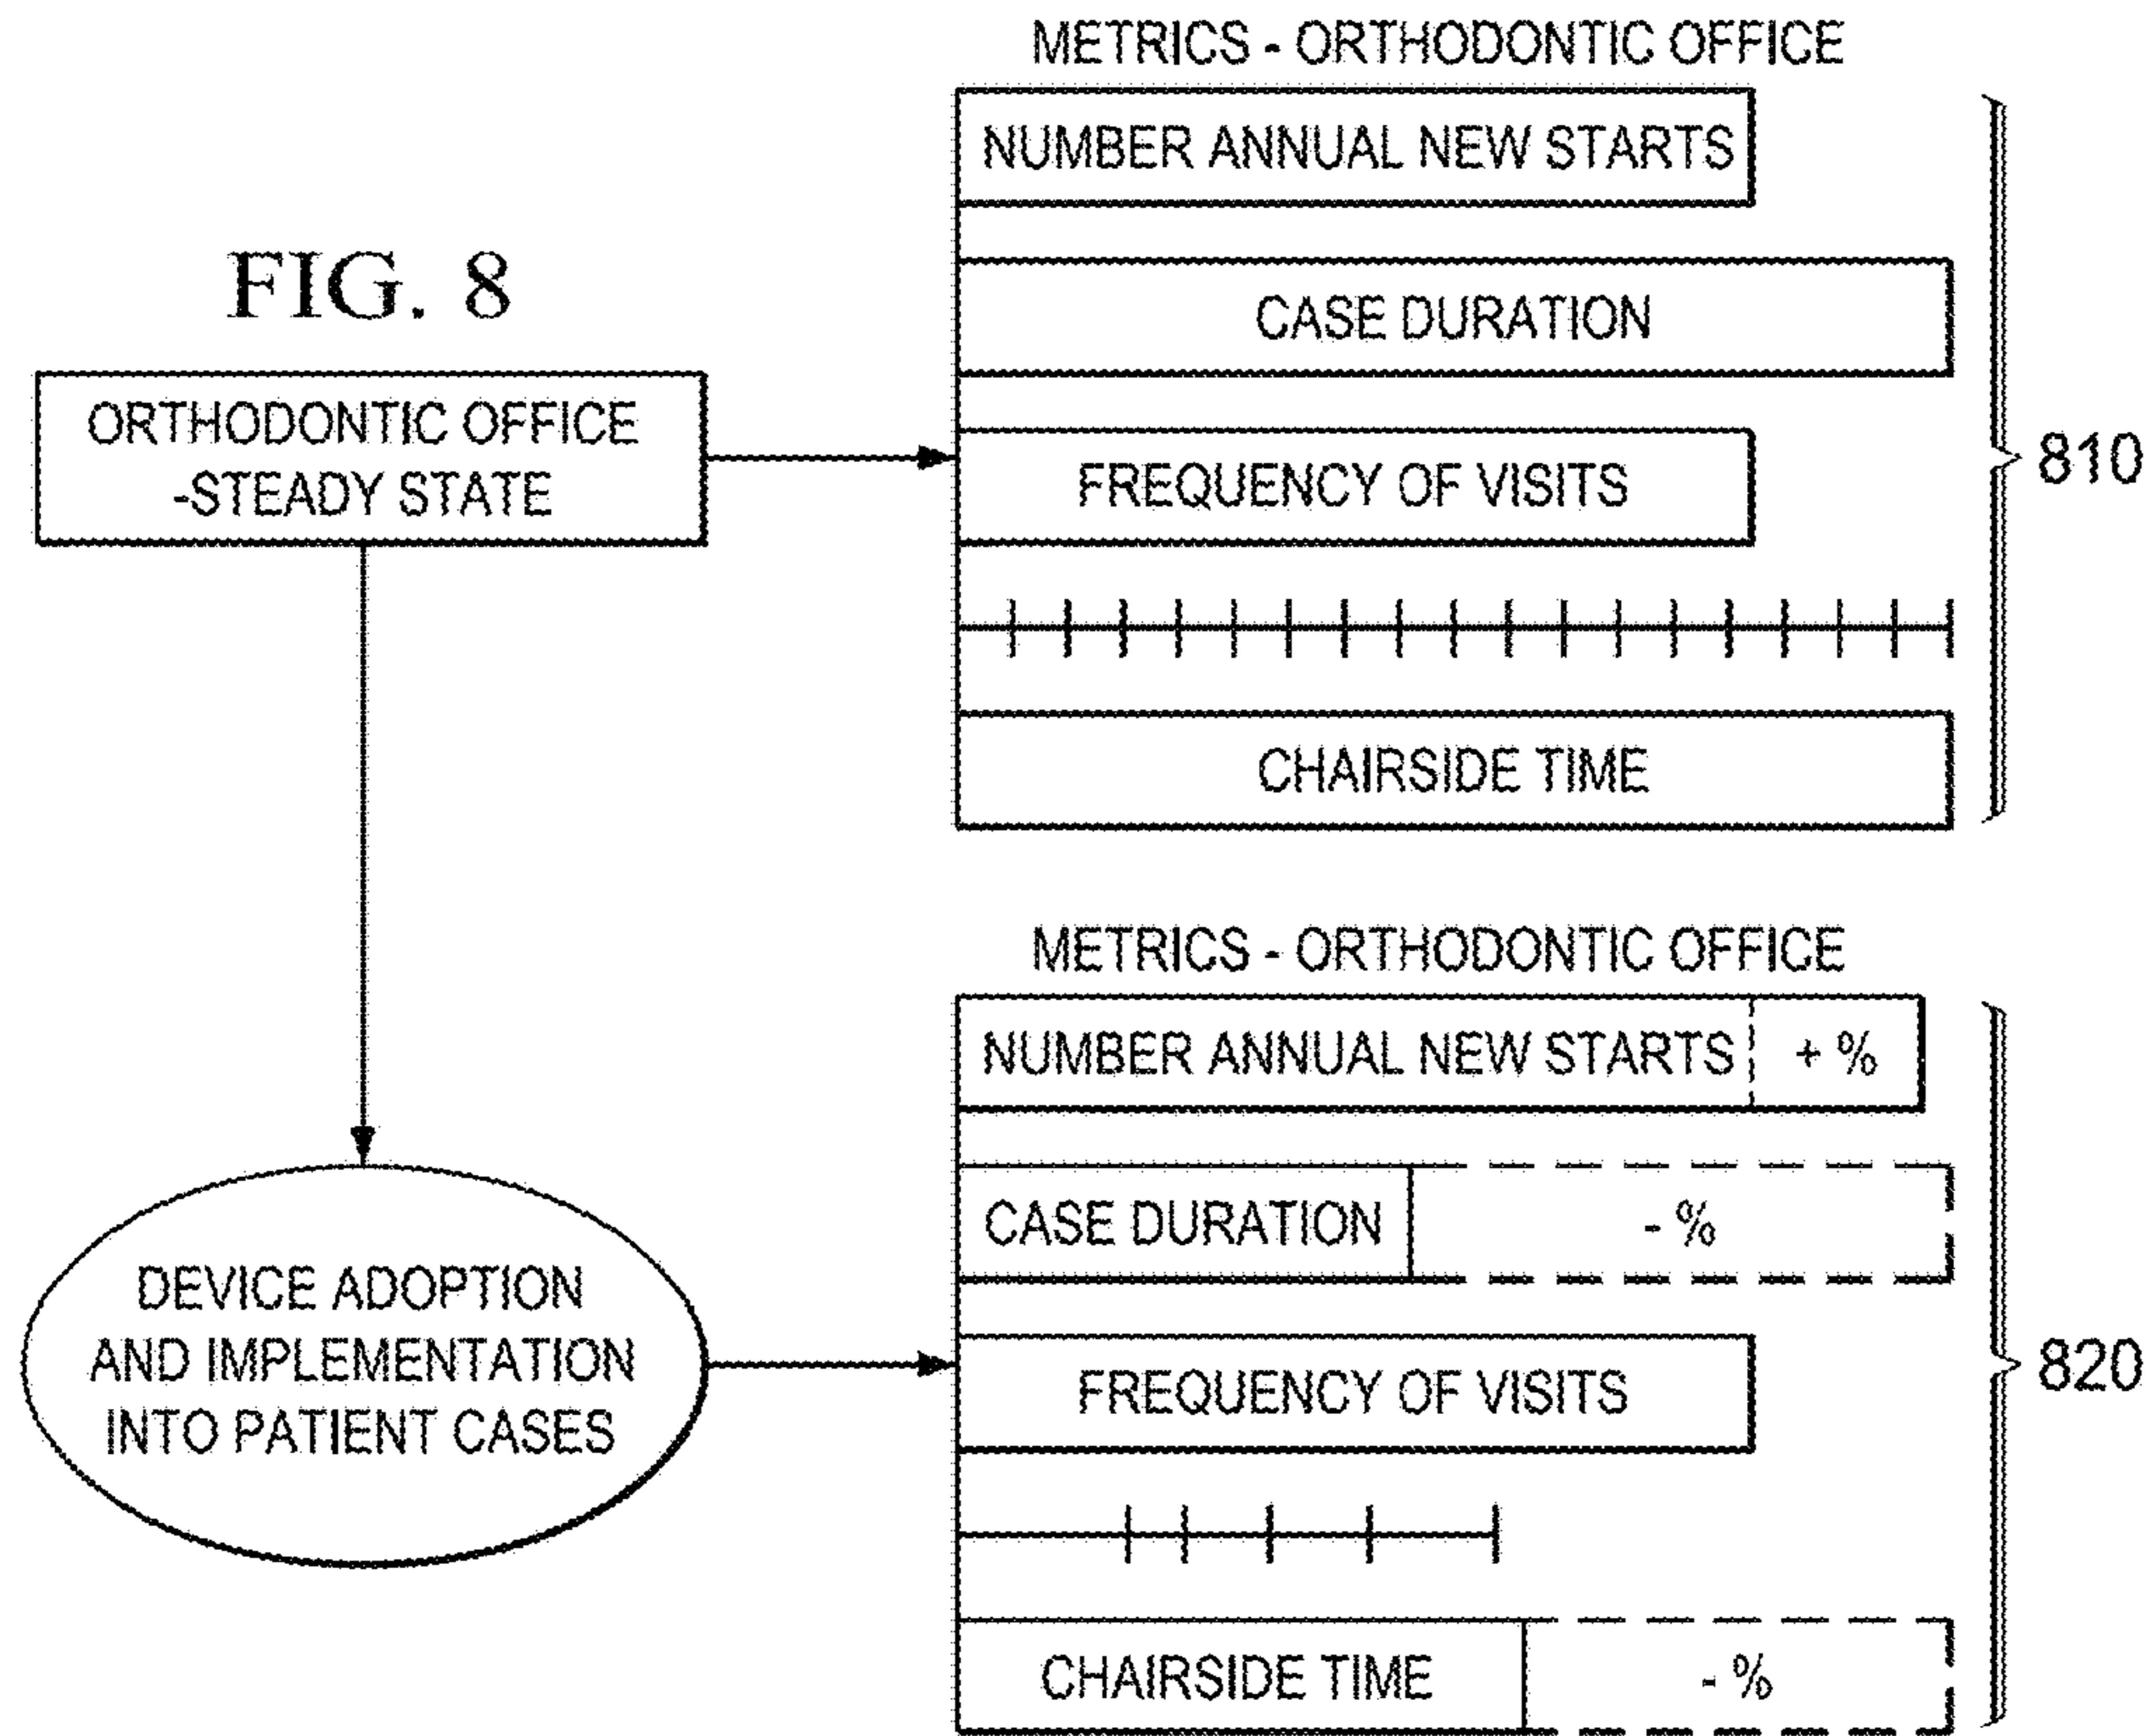 FIG. 8
ORTHODONTIC OFFICE
-STEADY STATE
METRICS - ORTHODONTIC OFFICE
NUMBER ANNUAL NEW STARTS
CASE DURATION
FREQUENCY OF VISITS
CHAIRSIDE TIME
810
DEVICE ADOPTION
AND IMPLEMENTATION
INTO PATIENT CASES
METRICS - ORTHODONTIC OFFICE
NUMBER ANNUAL NEW STARTS + %
CASE DURATION - %
FREQUENCY OF VISITS
CHAIRSIDE TIME - %
820